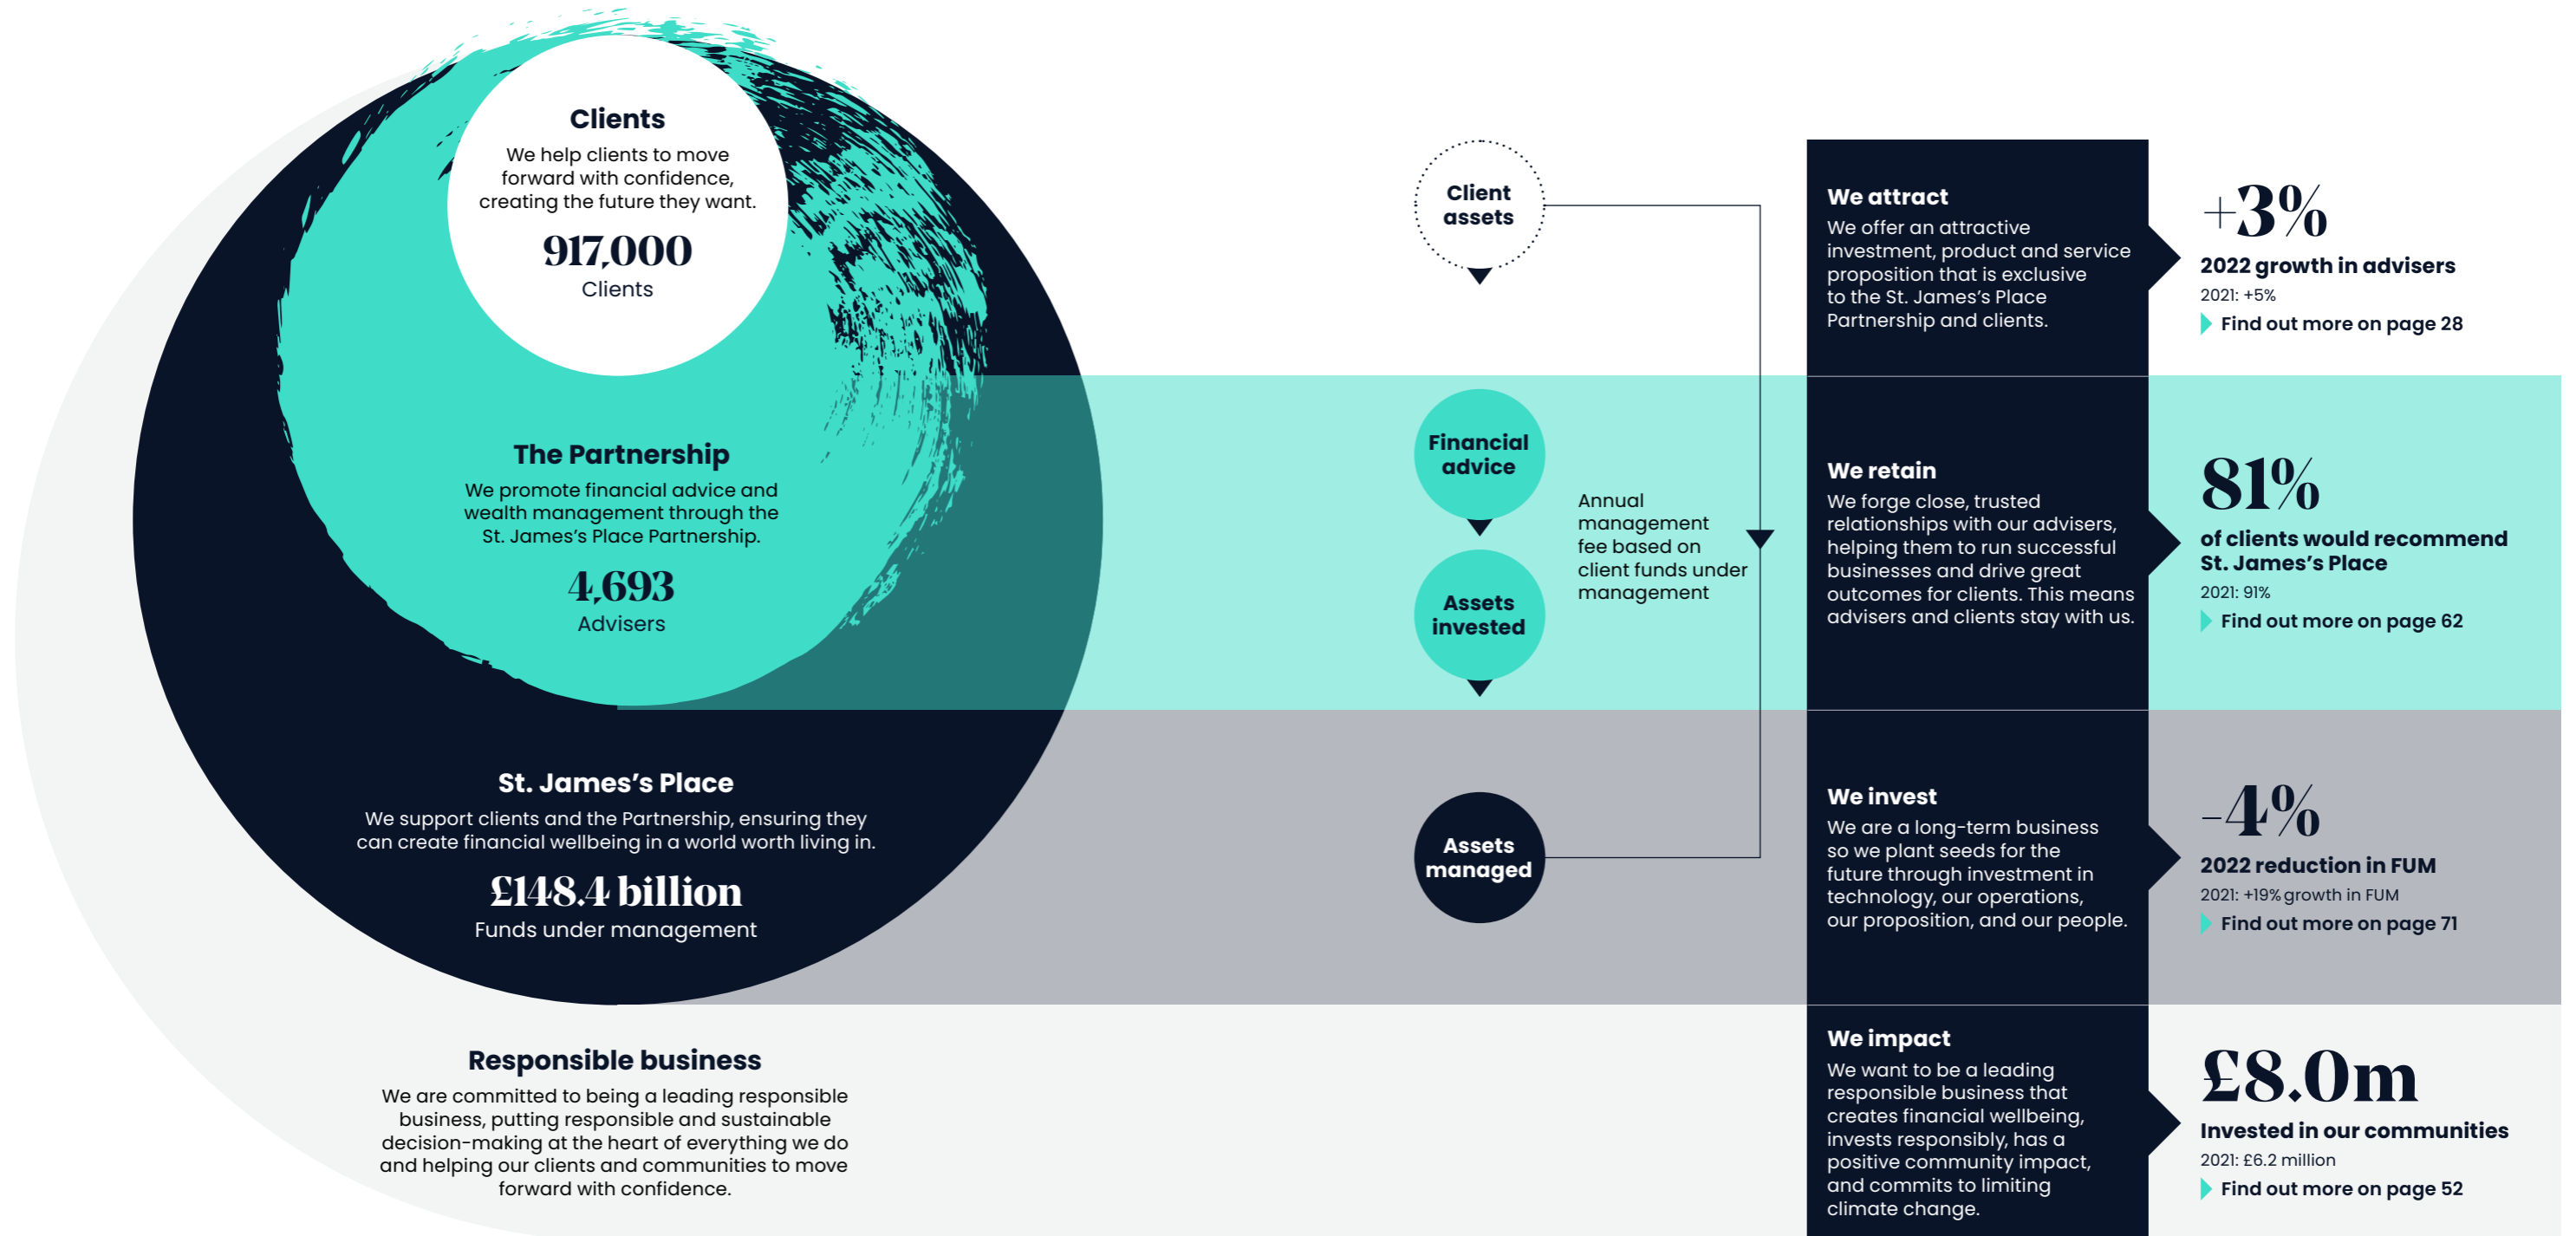 Clients
We help clients to move
forward with confidence,
creating the future they want.
917,000
Clients
The Partnership
We promote financial advice and
wealth management through the
St. James’s Place Partnership.
4,693
Advisers
St. James’s Place
We support clients and the Partnership, ensuring they
can create financial wellbeing in a world worth living in.
£148.4 billion
Funds under management
Responsible business
We are committed to being a leading responsible
business, putting responsible and sustainable
decision-making at the heart of everything we do
and helping our clients and communities to move
forward with confidence.
Client
assets
Financial
advice
Assets
invested
Annual
management
fee based on
client funds under
management
Assets
managed
We attract
We offer an attractive
investment, product and service
proposition that is exclusive
to the St. James’s Place
Partnership and clients.
+3%
2022 growth in advisers
2021: +5%
Find out more on page 28
We retain
We forge close, trusted
relationships with our advisers,
helping them to run successful
businesses and drive great
outcomes for clients. This means
advisers and clients stay with us.
81%
of clients would recommend
St. James’s Place
2021: 91%
Find out more on page 62
We invest
We are a long-term business
so we plant seeds for the
future through investment in
technology, our operations,
our proposition, and our people.
-4%
2022 reduction in FUM
2021: +19% growth in FUM
Find out more on page 71
We impact
We want to be a leading
responsible business that
creates financial wellbeing,
invests responsibly, has a
positive community impact,
and commits to limiting
climate change.
£8.0m
Invested in our communities
2021: £6.2 million
Find out more on page 52